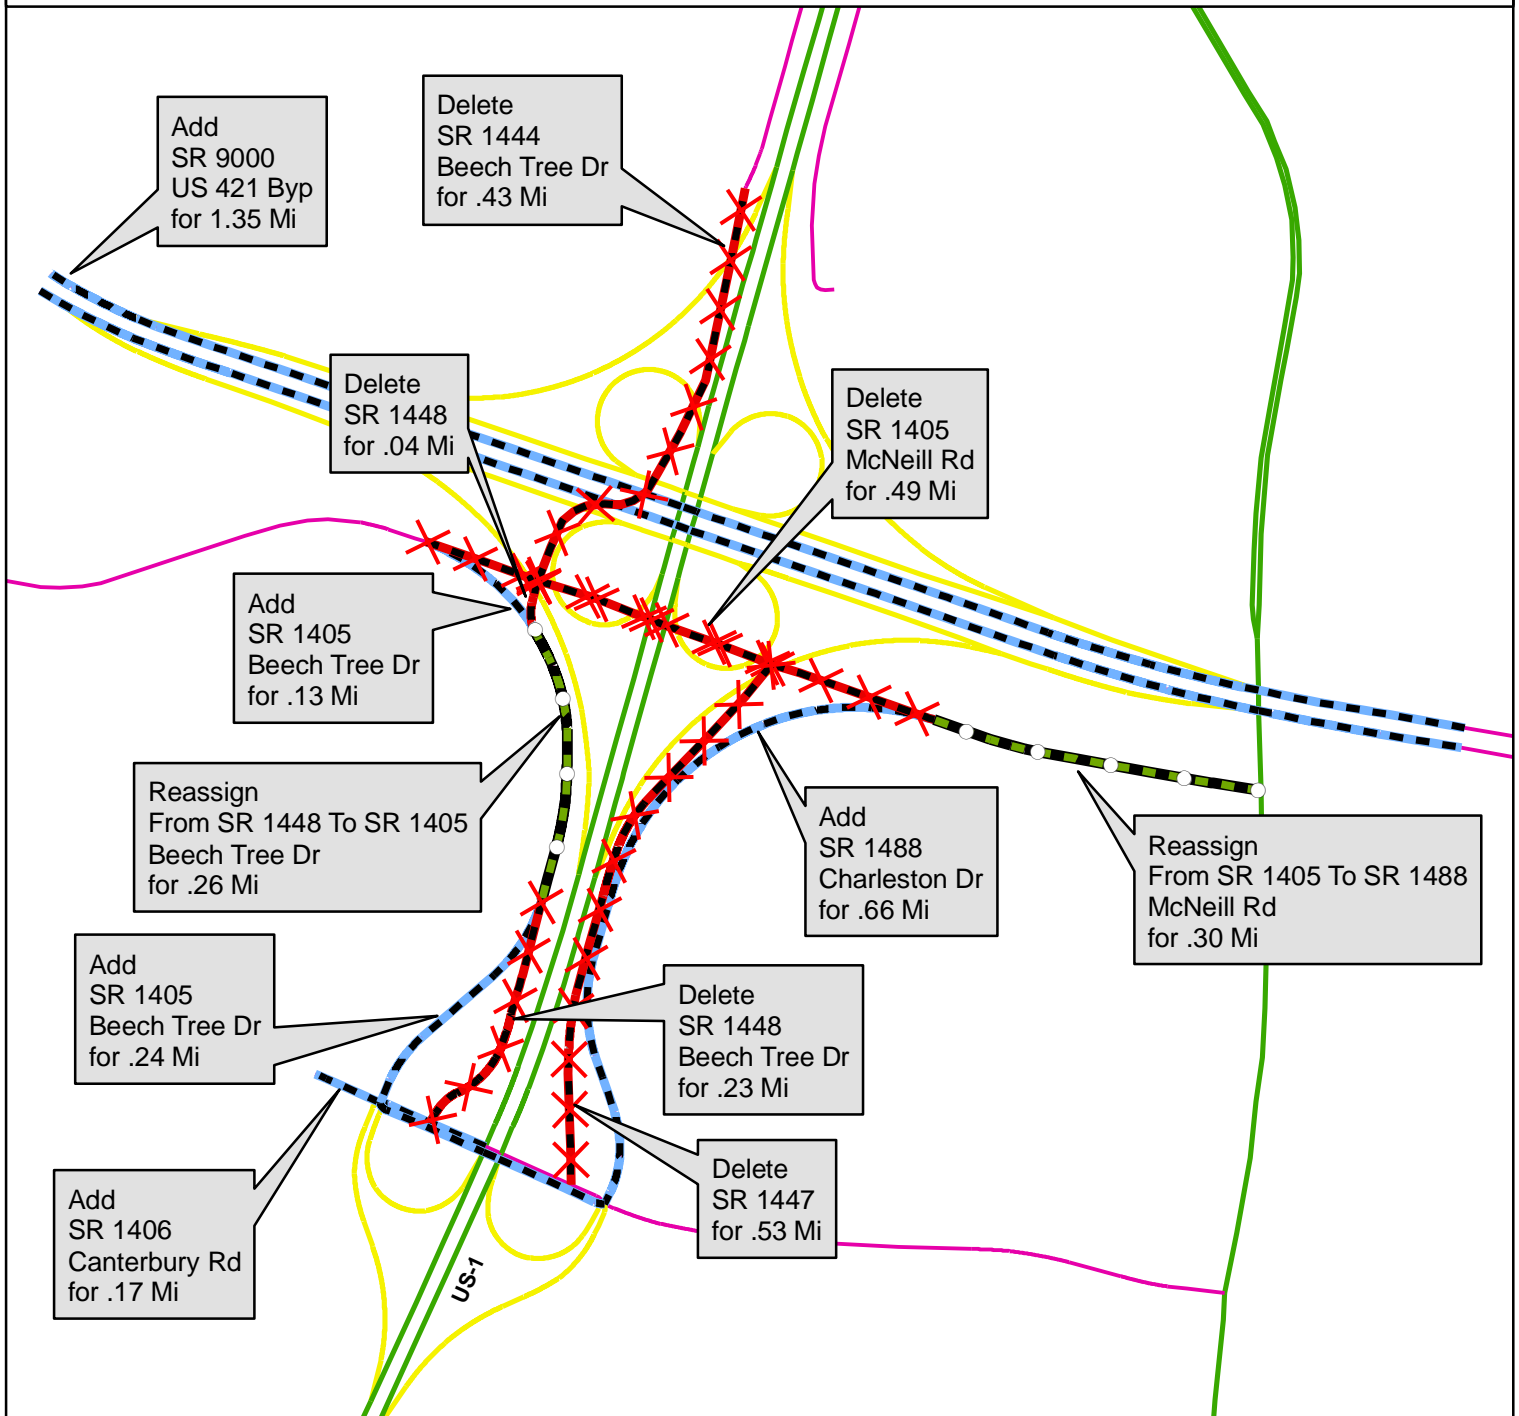 Add
SR 9000
US 421 Byp
for 1.35 Mi
Delete
SR 1444
Beech Tree Dr
for .43 Mi
Delete
SR 1448
for .04 Mi
Delete
SR 1405
McNeill Rd
for .49 Mi
Add
SR 1405
Beech Tree Dr
for .13 Mi
Reassign
From SR 1448 To SR 1405
Beech Tree Dr
for .26 Mi
Add
SR 1488
Charleston Dr
for .66 Mi
Reassign
From SR 1405 To SR 1488
McNeill Rd
for .30 Mi
Add
SR 1405
Beech Tree Dr
for .24 Mi
Delete
SR 1448
Beech Tree Dr
for .23 Mi
Delete
SR 1447
for .53 Mi
Add
SR 1406
Canterbury Rd
for .17 Mi
US-1